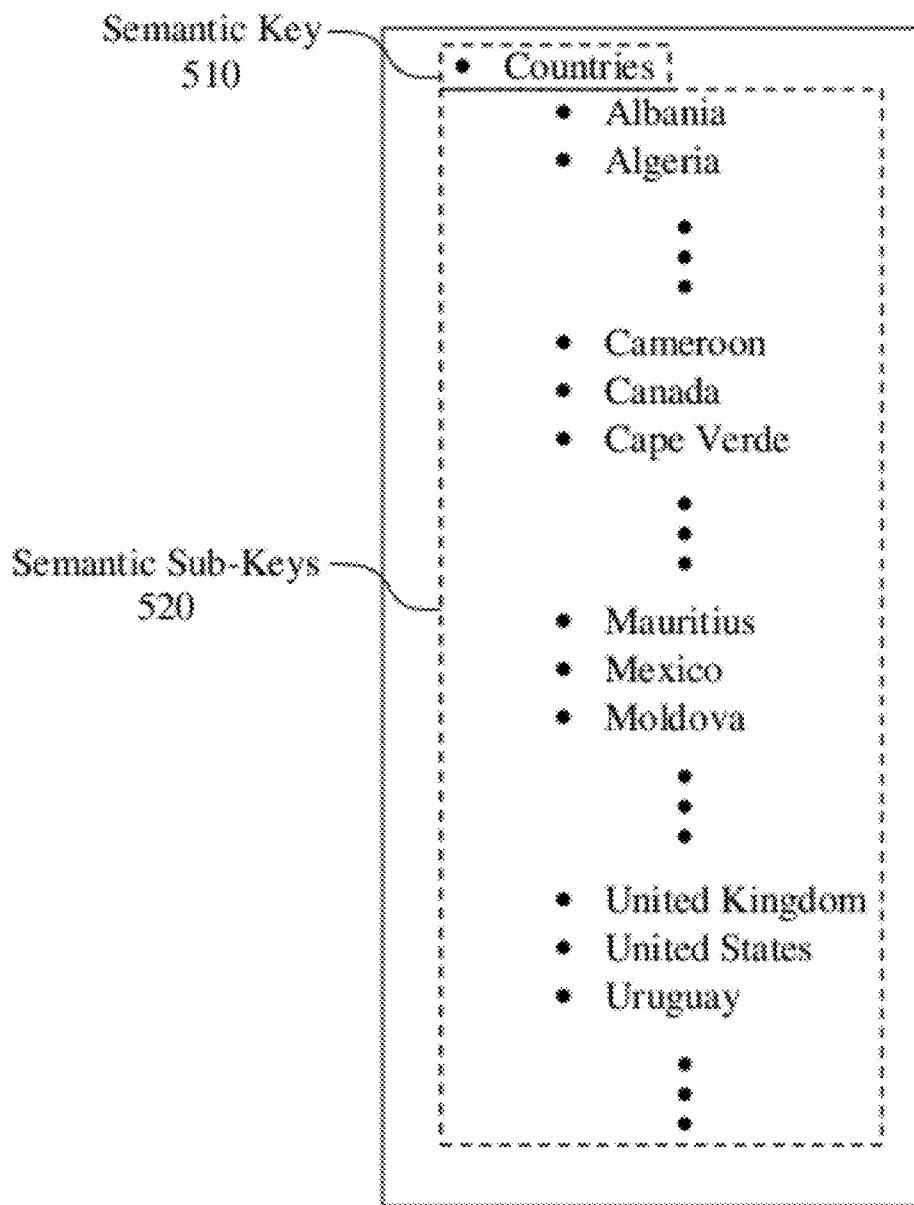 Semantic Key
510
• Countries
• Albania
• Algeria
•
•
•
• Cameroon
• Canada
• Cape Verde
•
•
•
Semantic Sub-Keys
520
• Mauritius
• Mexico
• Moldova
•
•
•
• United Kingdom
• United States
• Uruguay
•
•
•